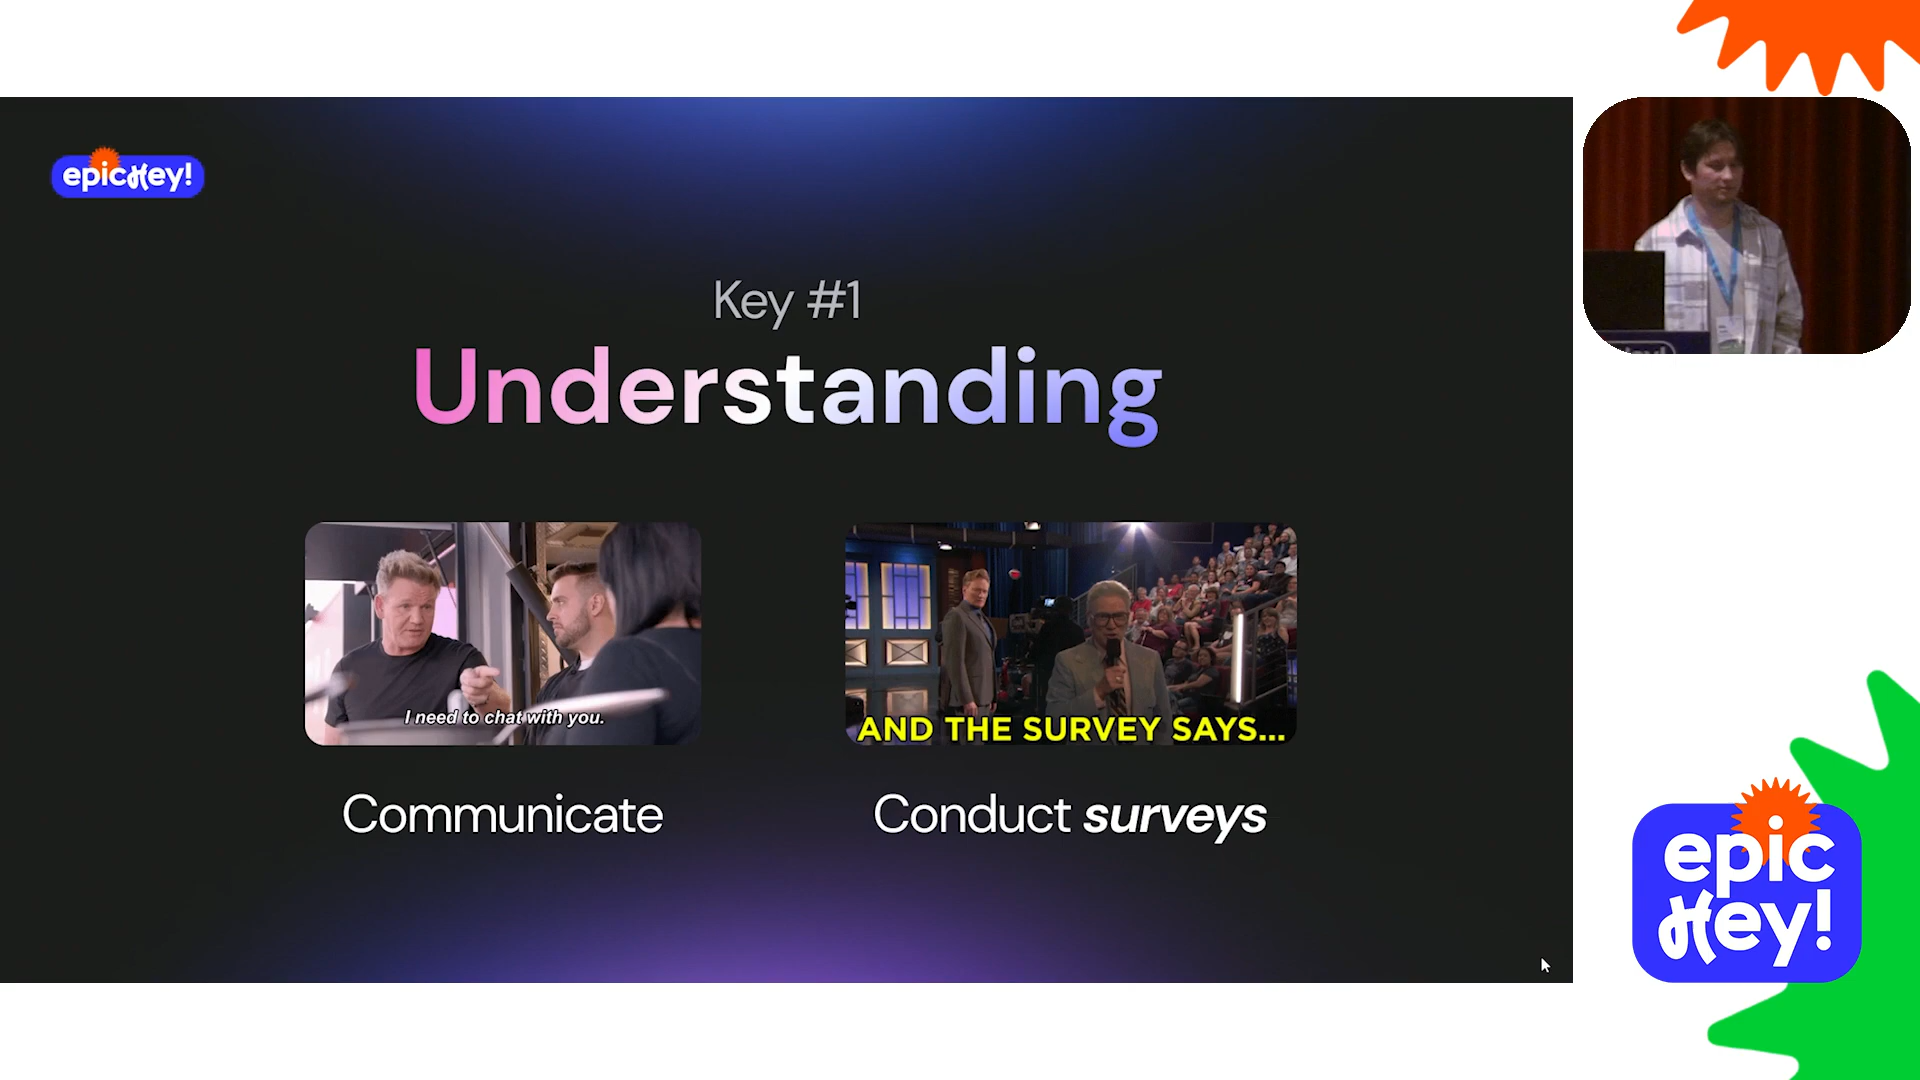 epicHey!
Key #1
Understanding
I need to chat with you.
AND THE SURVEY SAYS...
Communicate
Conduct surveys
epic
Hey!